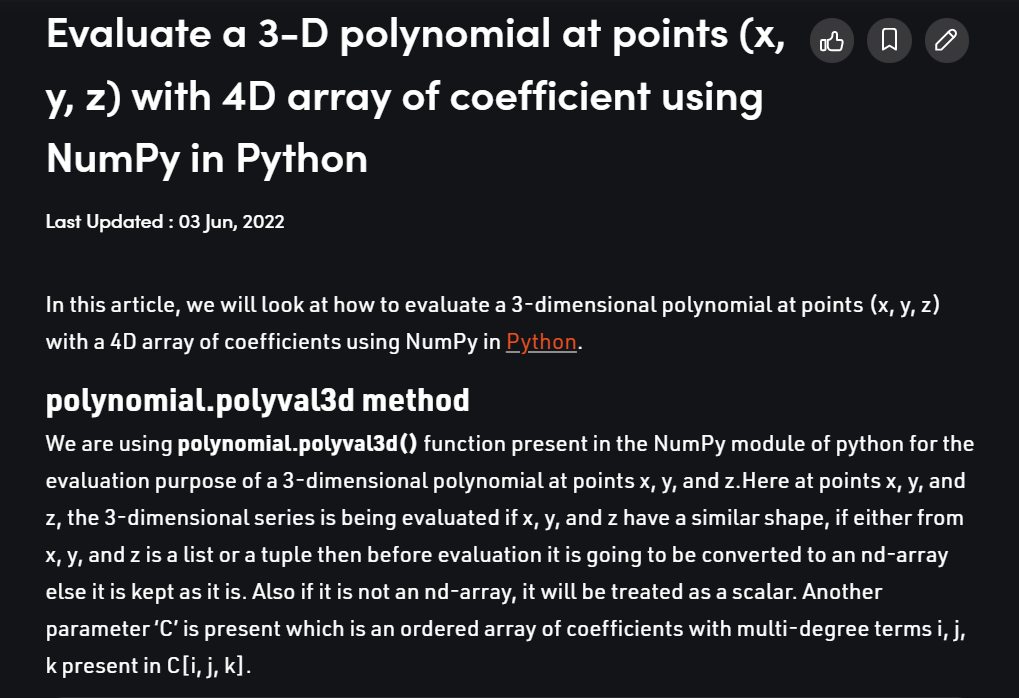 Evaluate a 3-D polynomial at points (x,
y, z) with 4D array of coefficient using
NumPy in Python
Last Updated : 03 Jun, 2022
In this article, we will look at how to evaluate a 3-dimensional polynomial at points (x, y, z)
with a 4D array of coefficients using NumPy in Python.
polynomial.polyval3d method
We are using polynomial.polyval3d() function present in the NumPy module of python for the
evaluation purpose of a 3-dimensional polynomial at points x, y, and z.Here at points x, y, and
z, the 3-dimensional series is being evaluated if x, y, and z have a similar shape, if either from
x, y, and z is a list or a tuple then before evaluation it is going to be converted to an nd-array
else it is kept as it is. Also if it is not an nd-array, it will be treated as a scalar. Another
parameter ‘C’ is present which is an ordered array of coefficients with multi-degree terms i, j,
k present in C[i, j, k].